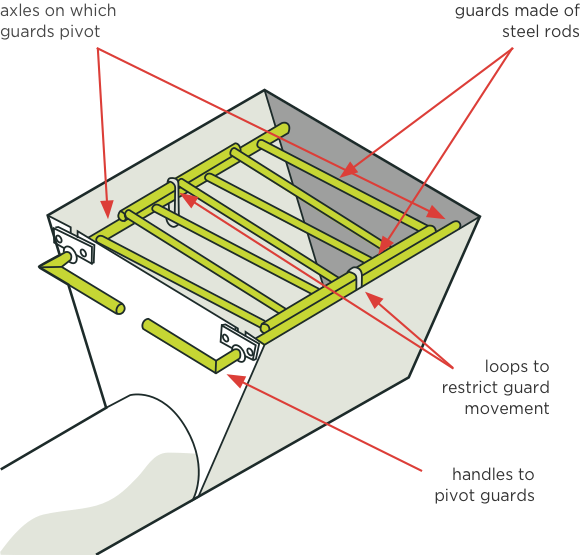 axles on which
guards pivot
guards made of
steel rods
loops to
restrict guard
movement
handles to
pivot guards